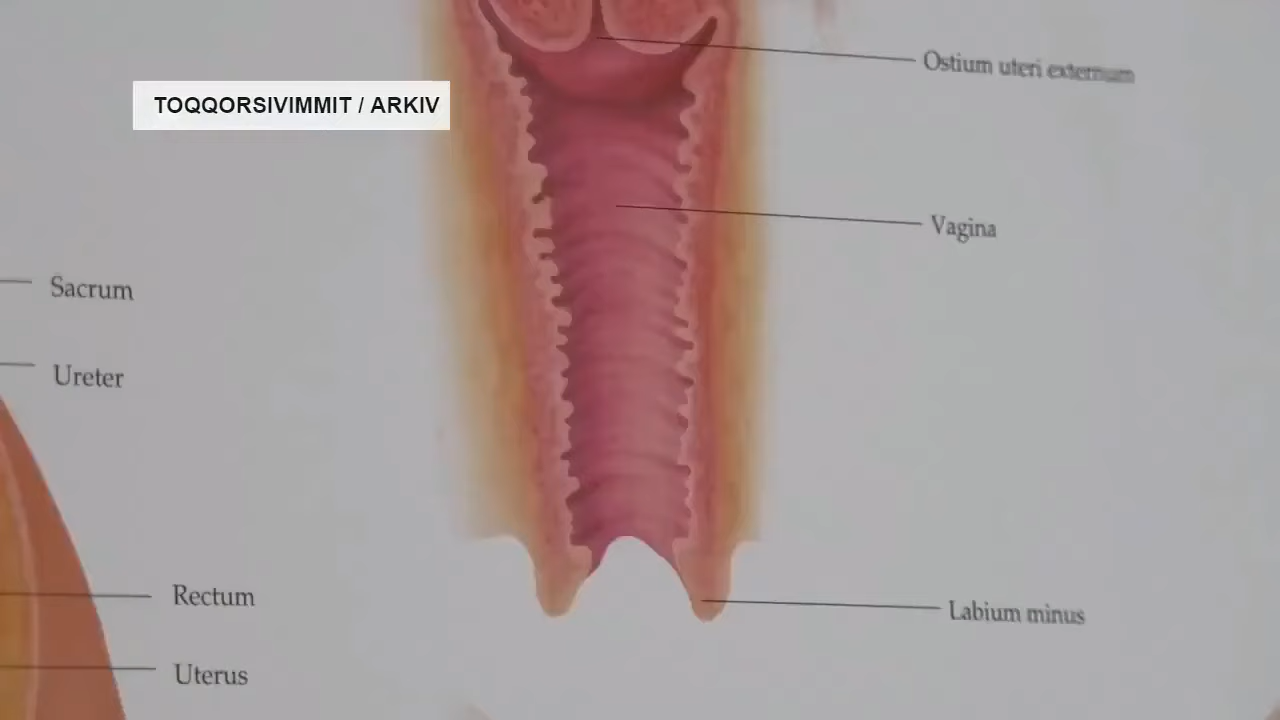 Ostium uteri externum
TOQQORSIVIMMIT / ARKIV
Vagina
Sacrum
Ureter
Rectum
Labium minus
Uterus